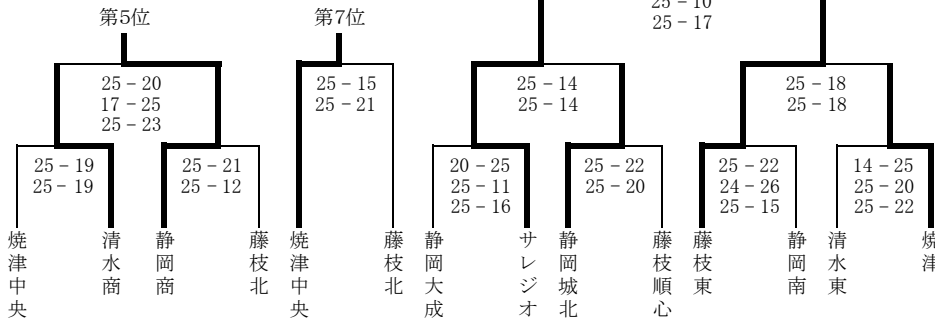 25－10
25－17
第5位
第7位
25－20
17－25
25－23
25－15
25－21
25－14
25－14
25－18
25－18
25－19
25－19
25－21
25－12
20－25
25－11
25－16
25－22
25－20
25－22
24－26
25－15
14－25
25－20
25－22
焼津中央
清水商
静岡商
藤枝北
焼津中央
藤枝北
静岡大成
サレジオ
静岡城北
藤枝順心
藤枝東
静岡南
清水東
焼津